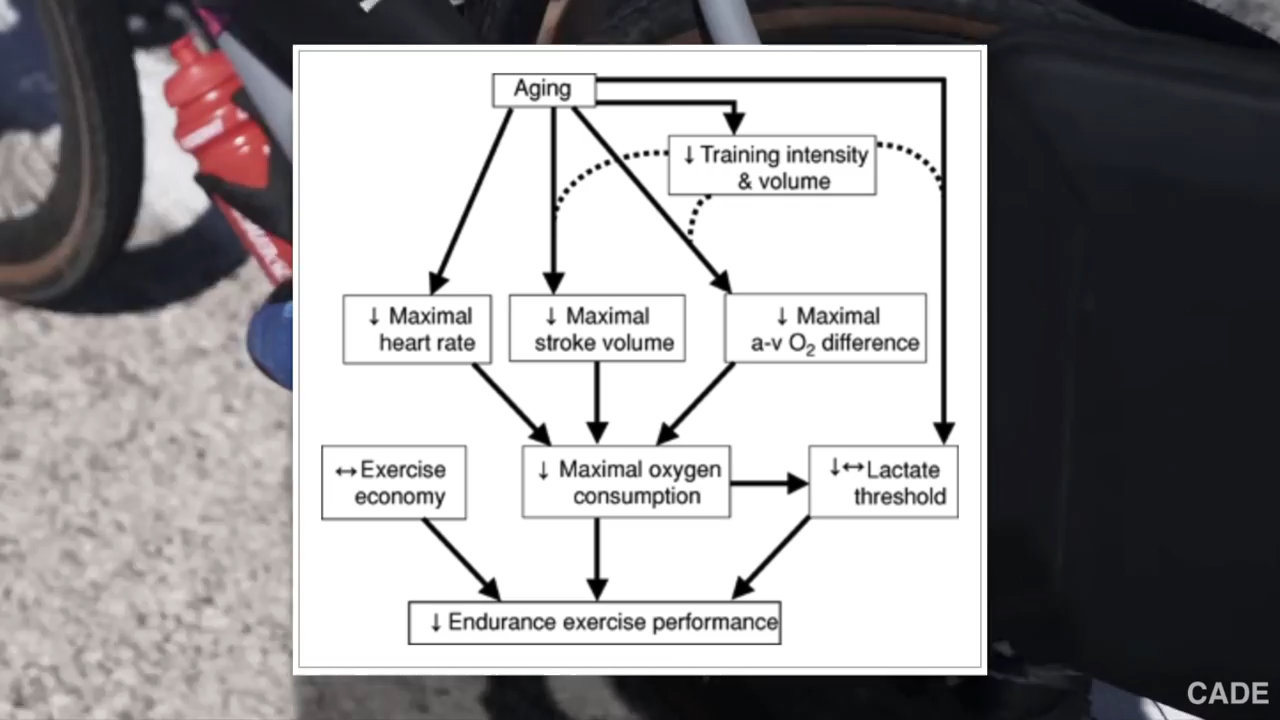 Aging
↓ Training intensity
& volume
↓ Maximal
heart rate
↓ Maximal
stroke volume
↓ Maximal
a-v O₂ difference
↔ Exercise
economy
↓ Maximal oxygen
consumption
↓↔ Lactate
threshold
↓ Endurance exercise performance
CADE